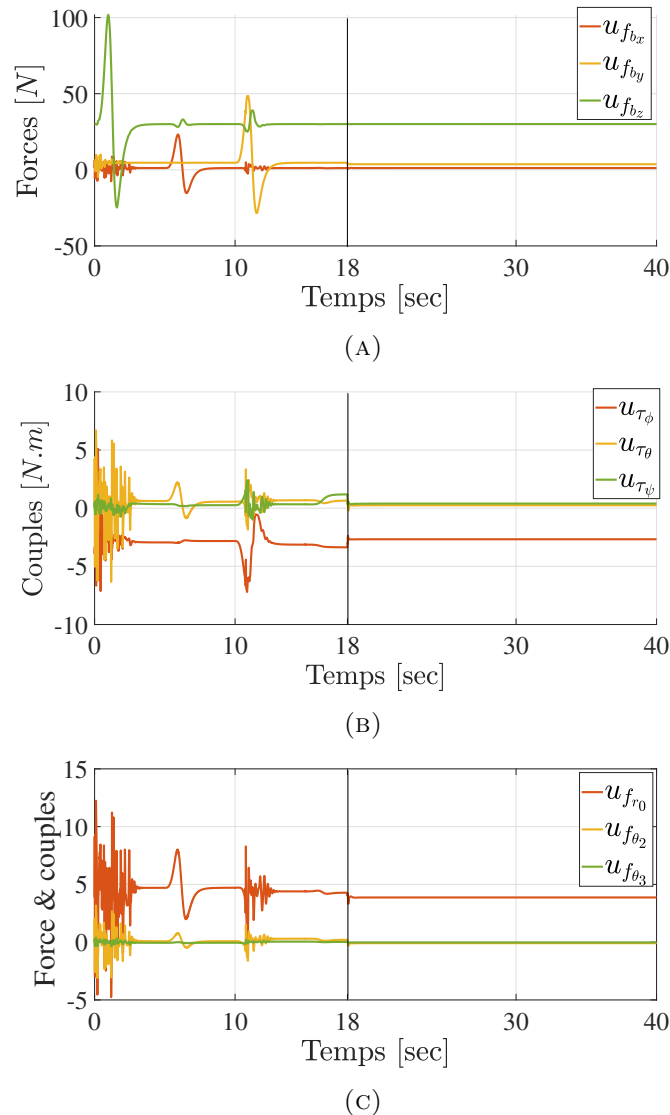 100
50
0
-50
Forces [N]
u_{f_{bx}}
u_{f_{by}}
u_{f_{bz}}
0 10 18 30 40
Temps [sec]
(A)
10
5
0
-5
-10
Couples [N.m]
u_{τ_ϕ}
u_{τ_θ}
u_{τ_ψ}
0 10 18 30 40
Temps [sec]
(B)
15
10
5
0
-5
Force & couples
u_{f_{r_0}}
u_{f_{θ_2}}
u_{f_{θ_3}}
0 10 18 30 40
Temps [sec]
(C)